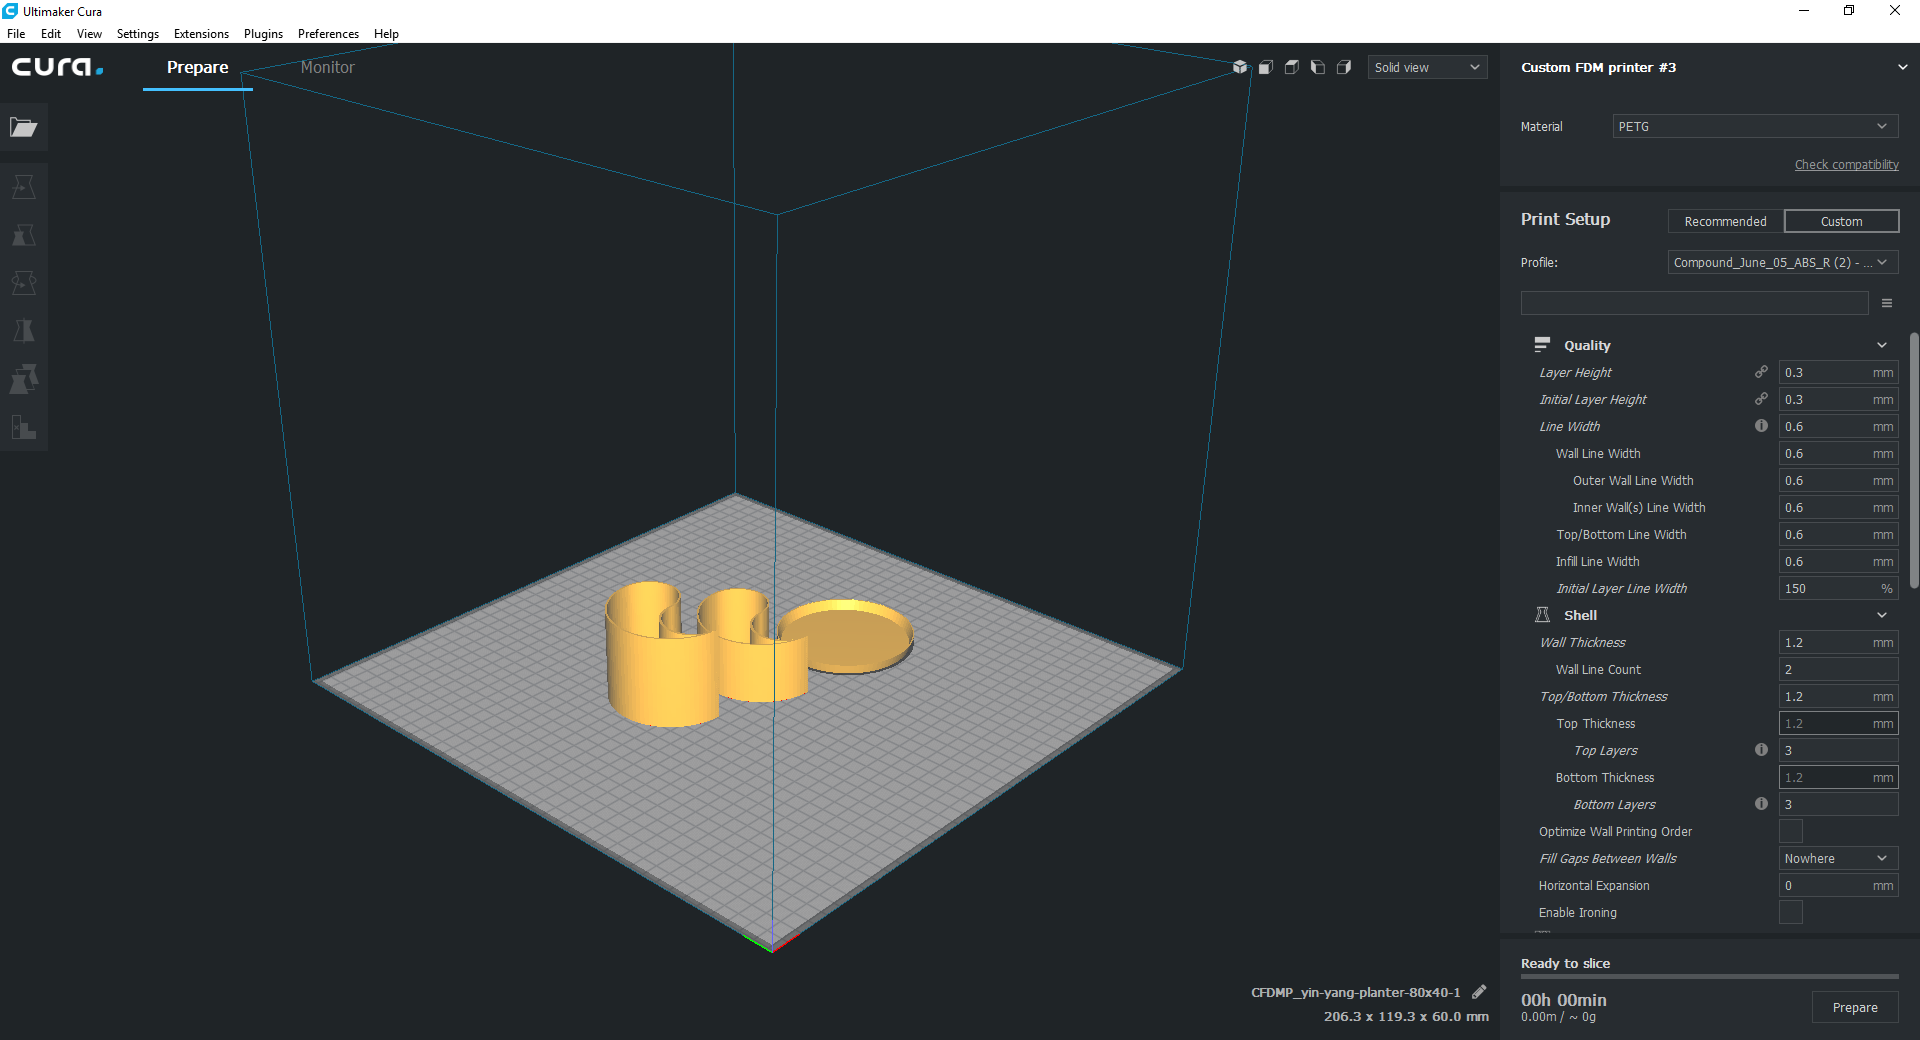 Ultimaker Cura
File Edit View Settings Extensions Plugins Preferences Help
cura.
Prepare Monitor
Solid view
Custom FDM printer #3
Material PETG
Check compatibility
Print Setup Recommended Custom
Profile: Compound_June_05_ABS_R (2) - ...
Quality
Layer Height 0.3 mm
Initial Layer Height 0.3 mm
Line Width 0.6 mm
Wall Line Width 0.6 mm
Outer Wall Line Width 0.6 mm
Inner Wall(s) Line Width 0.6 mm
Top/Bottom Line Width 0.6 mm
Infill Line Width 0.6 mm
Initial Layer Line Width 150 %
Shell
Wall Thickness 1.2 mm
Wall Line Count 2
Top/Bottom Thickness 1.2 mm
Top Thickness 1.2 mm
Top Layers 3
Bottom Thickness 1.2 mm
Bottom Layers 3
Optimize Wall Printing Order
Fill Gaps Between Walls Nowhere
Horizontal Expansion 0 mm
Enable Ironing
CFDMP_yin-yang-planter-80x40-1
206.3 x 119.3 x 60.0 mm
Ready to slice
00h 00min
0.00m / ~ 0g
Prepare